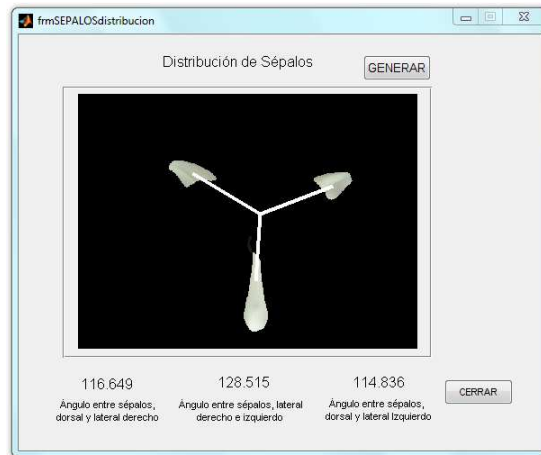 frmSEPALOSdistribucion
Distribución de Sépalos
GENERAR
116.649
128.515
114.836
Ángulo entre sépalos,
dorsal y lateral derecho
Ángulo entre sépalos, lateral
derecho e izquierdo
Ángulo entre sépalos,
dorsal y lateral Izquierdo
CERRAR